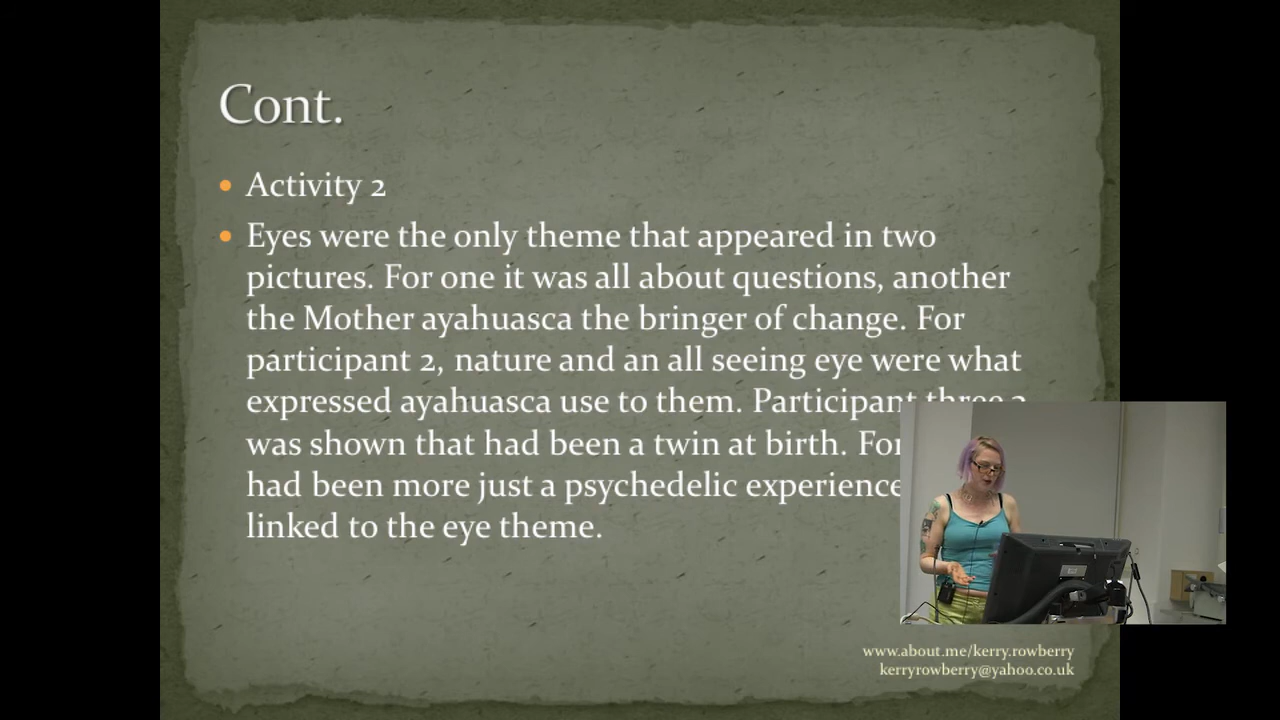 Cont.
Activity 2
Eyes were the only theme that appeared in two
pictures. For one it was all about questions, another
the Mother ayahuasca the bringer of change. For
participant 2, nature and an all seeing eye were what
expressed ayahuasca use to them. Participant three 3
was shown that had been a twin at birth. For
had been more just a psychedelic experience
linked to the eye theme.
www.about.me/kerry.rowberry
kerryrowberry@yahoo.co.uk